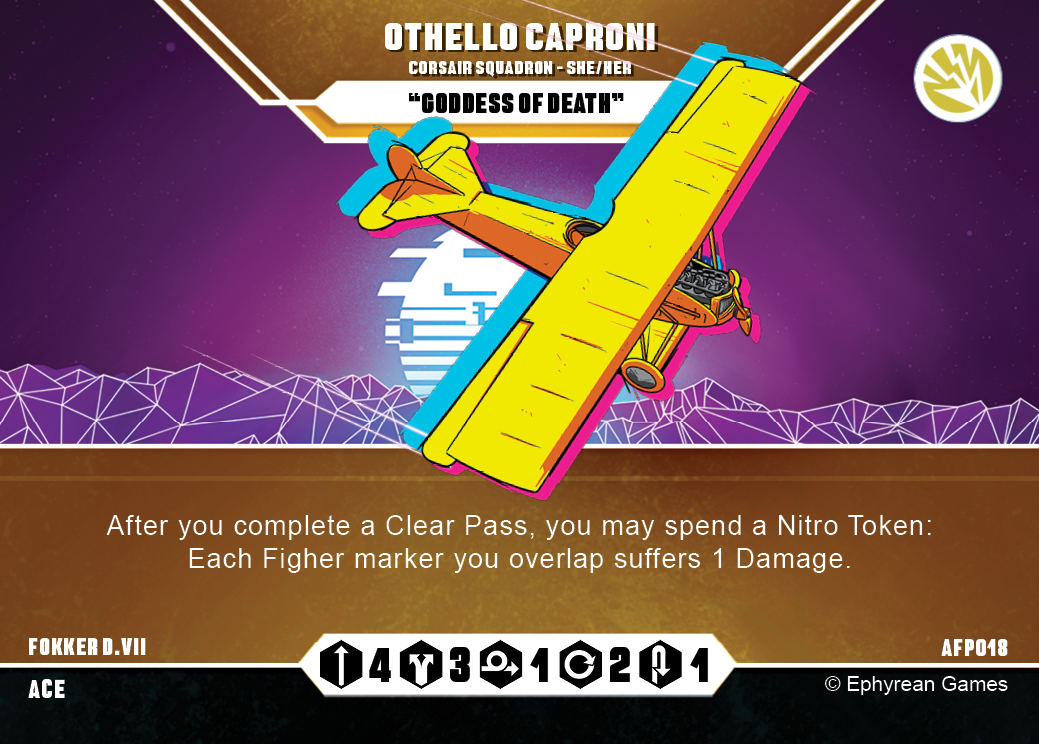 OTHELLO CAPRONI
CORSAIR SQUADRON - SHE/HER
“GODDESS OF DEATH”
After you complete a Clear Pass, you may spend a Nitro Token:
Each Figher marker you overlap suffers 1 Damage.
FOKKER D.VII
AFP018
4 3 1 2 1
ACE
© Ephyrean Games